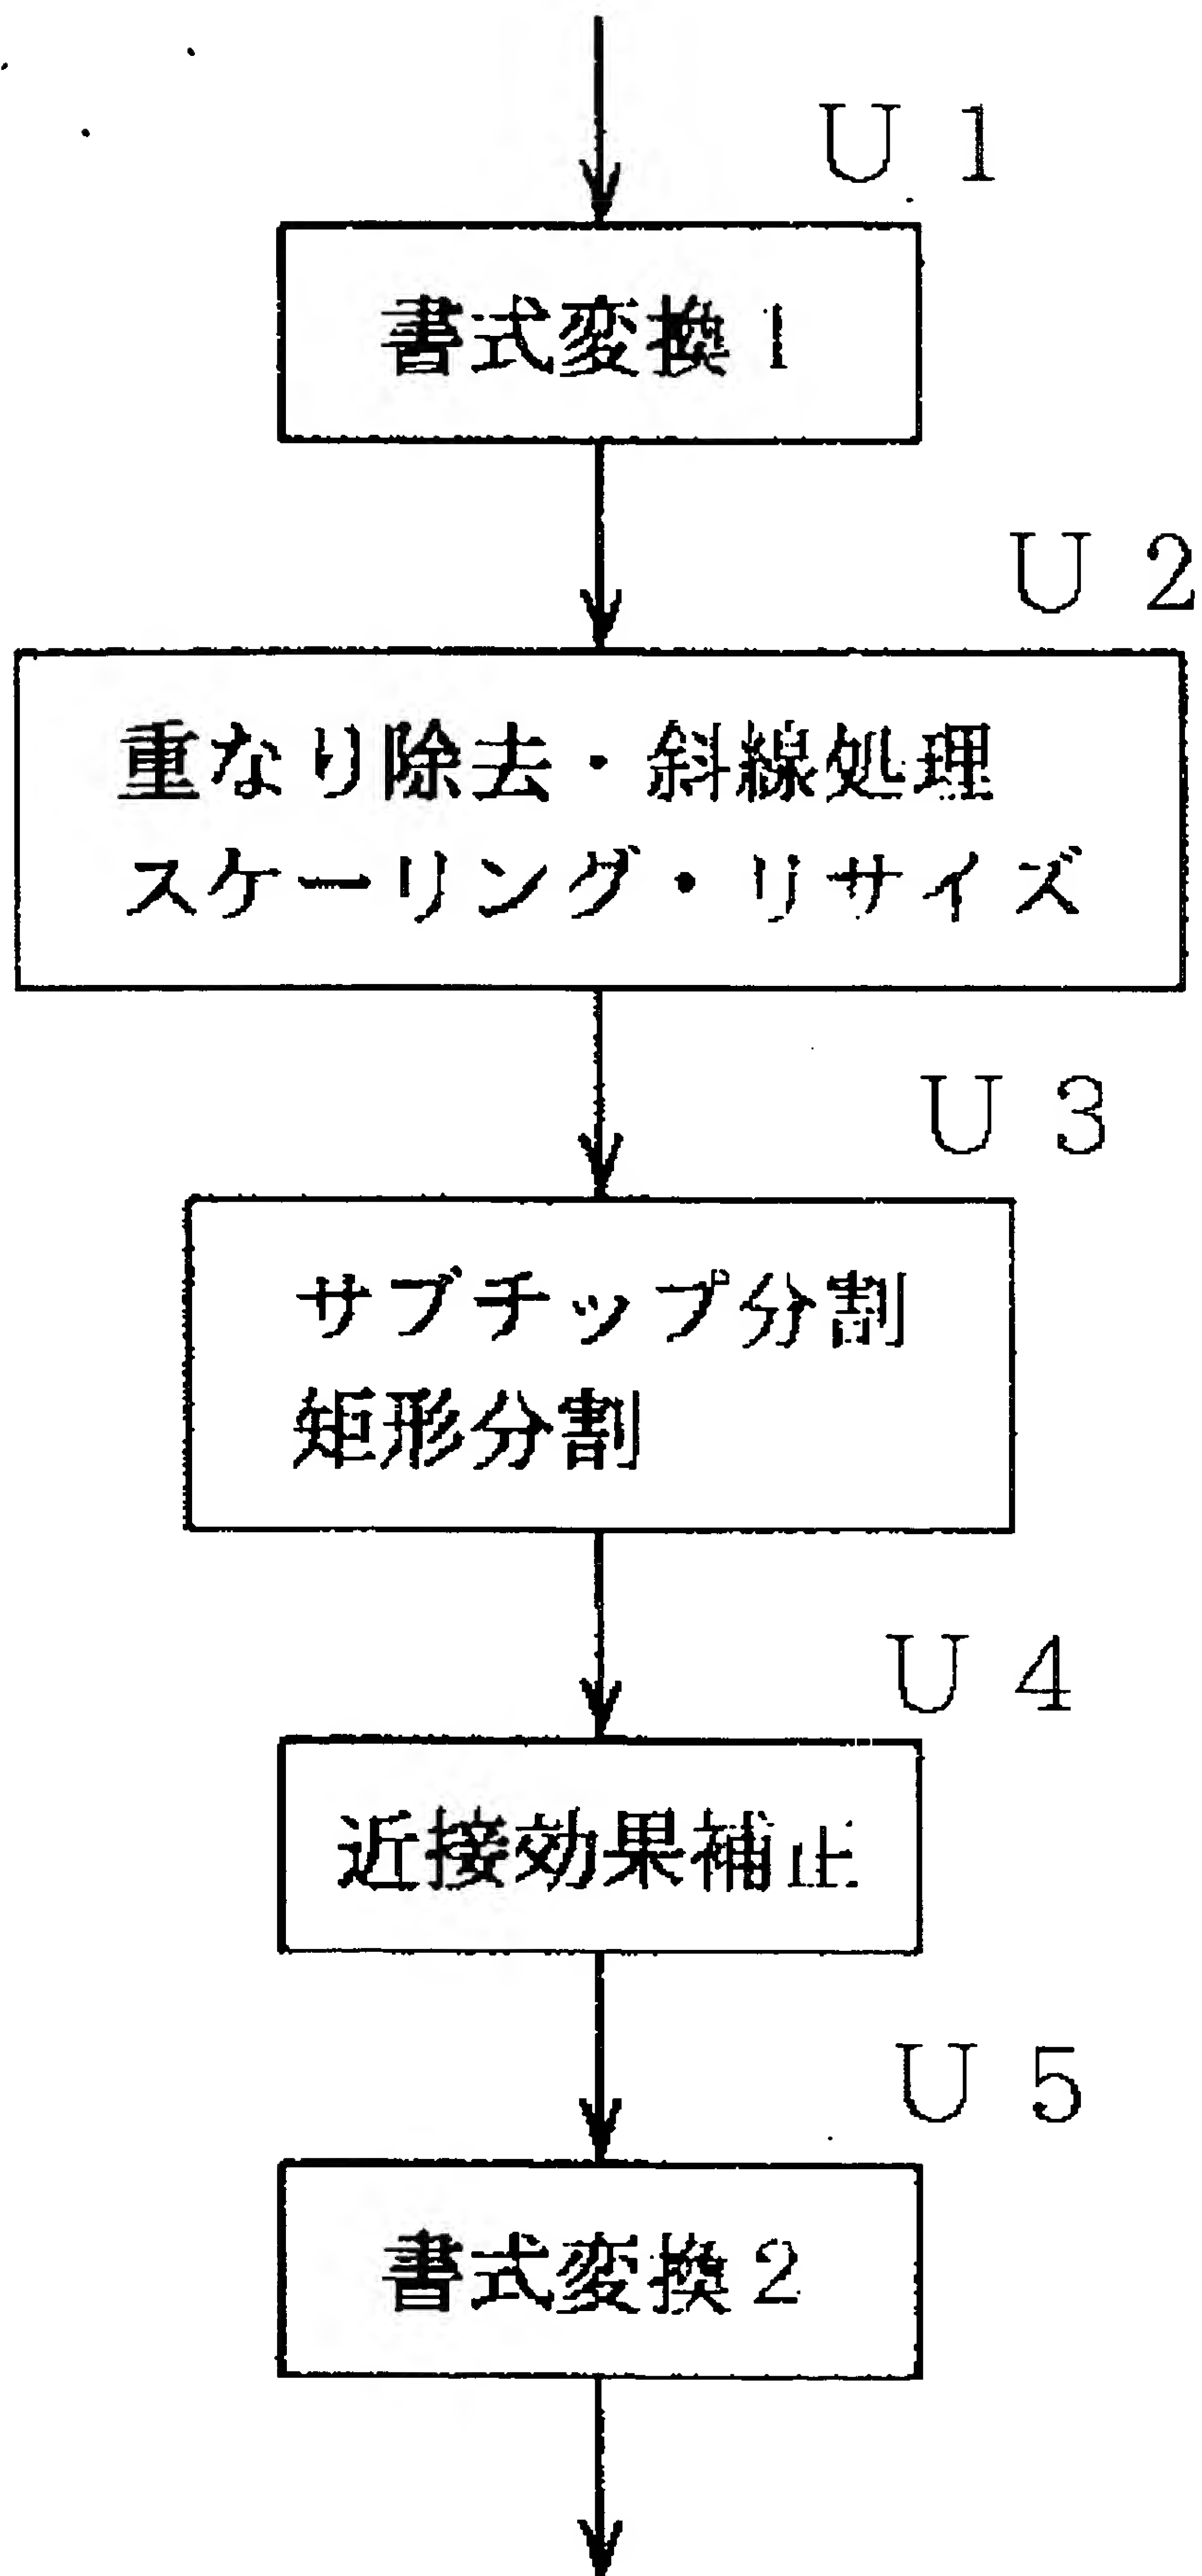 U 1
書式変換1
U 2
重なり除去・斜線処理
スケーリング・リサイズ
U 3
サブチップ分割
矩形分割
U 4
近接効果補正
U 5
書式変換2